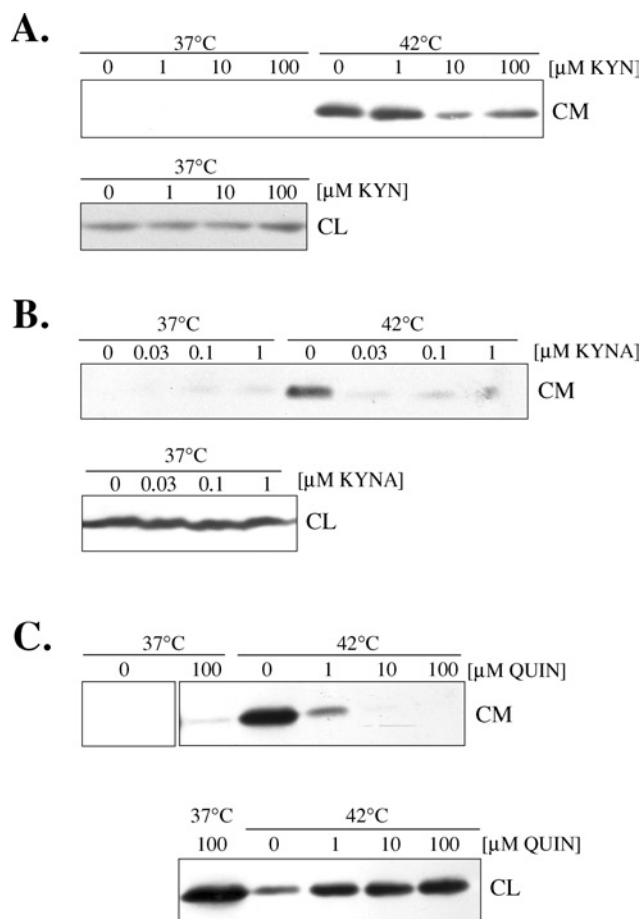 A.
37°C 42°C
0 1 10 100 0 1 10 100 [µM KYN]
CM
37°C
0 1 10 100 [µM KYN]
CL
B.
37°C 42°C
0 0.03 0.1 1 0 0.03 0.1 1 [µM KYNA]
CM
37°C
0 0.03 0.1 1 [µM KYNA]
CL
C.
37°C 42°C
0 100 0 1 10 100 [µM QUIN]
CM
37°C 42°C
100 0 1 10 100 [µM QUIN]
CL